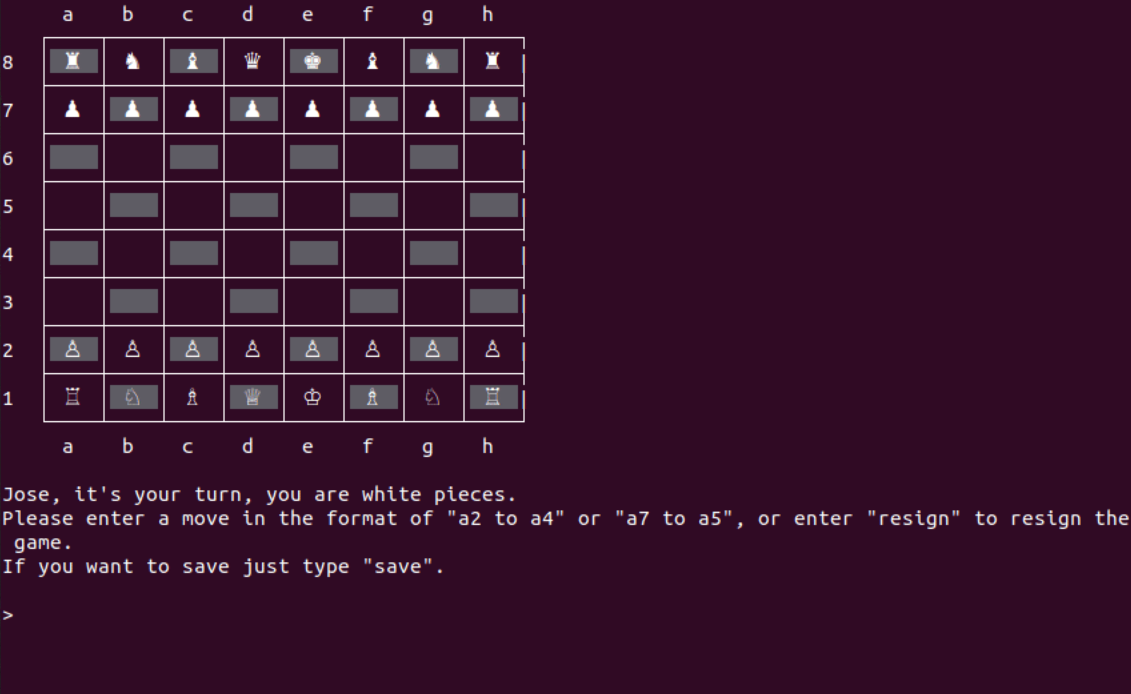 a b c d e f g h
8 ♜ ♞ ♝ ♛ ♚ ♝ ♞ ♜
7 ♟ ♟ ♟ ♟ ♟ ♟ ♟ ♟
6
5
4
3
2 ♙ ♙ ♙ ♙ ♙ ♙ ♙ ♙
1 ♖ ♘ ♗ ♕ ♔ ♗ ♘ ♖
a b c d e f g h
Jose, it's your turn, you are white pieces.
Please enter a move in the format of "a2 to a4" or "a7 to a5", or enter "resign" to resign the
game.
If you want to save just type "save".
>